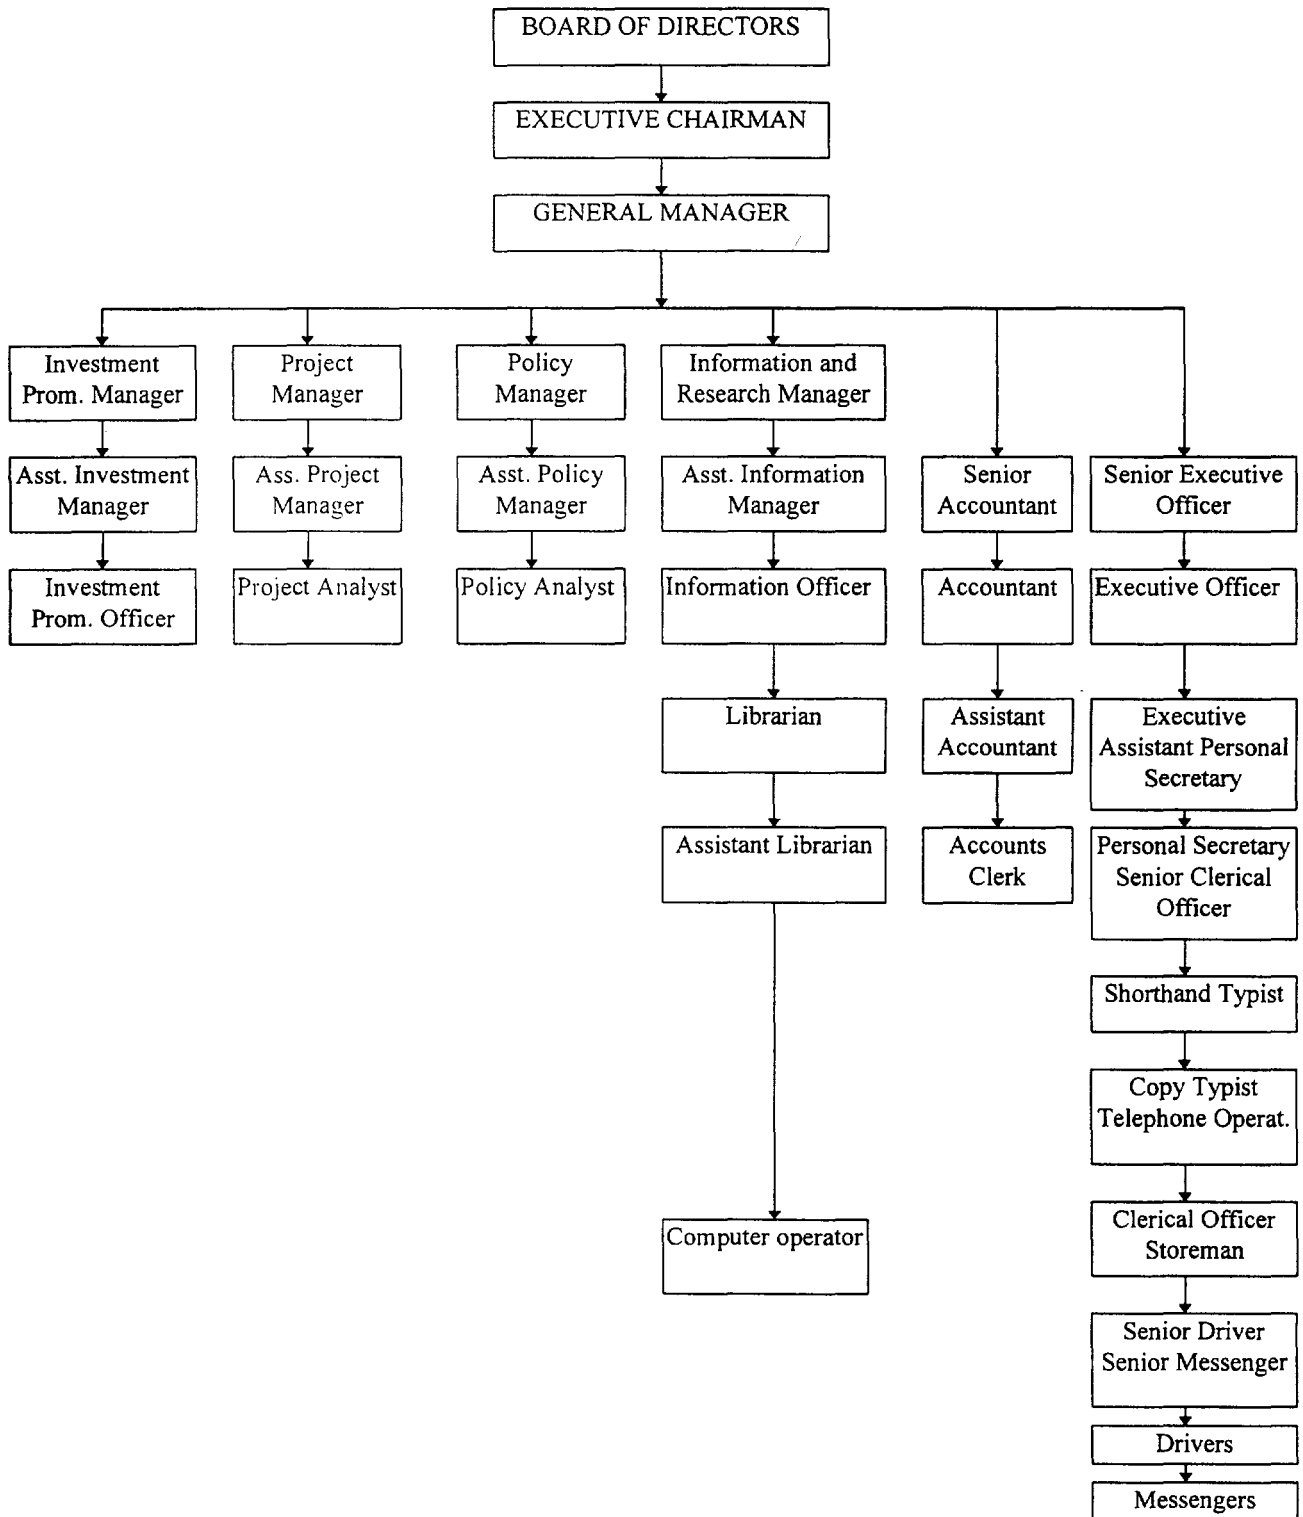 BOARD OF DIRECTORS
EXECUTIVE CHAIRMAN
GENERAL MANAGER
Investment
Prom. Manager
Project
Manager
Policy
Manager
Information and
Research Manager
Asst. Investment
Manager
Ass. Project
Manager
Asst. Policy
Manager
Asst. Information
Manager
Senior
Accountant
Senior Executive
Officer
Investment
Prom. Officer
Project Analyst
Policy Analyst
Information Officer
Accountant
Executive Officer
Librarian
Assistant
Accountant
Executive
Assistant Personal
Secretary
Assistant Librarian
Accounts
Clerk
Personal Secretary
Senior Clerical
Officer
Shorthand Typist
Copy Typist
Telephone Operat.
Computer operator
Clerical Officer
Storeman
Senior Driver
Senior Messenger
Drivers
Messengers